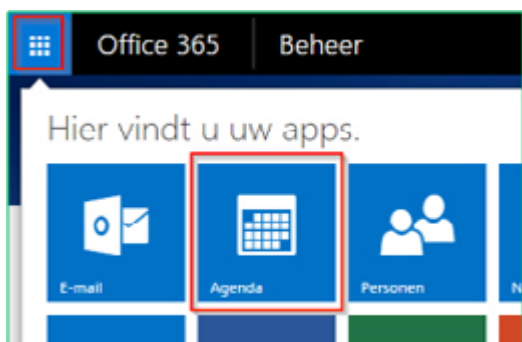 Office 365 Beheer
Hier vindt u uw apps.
E-mail Agenda Personen N